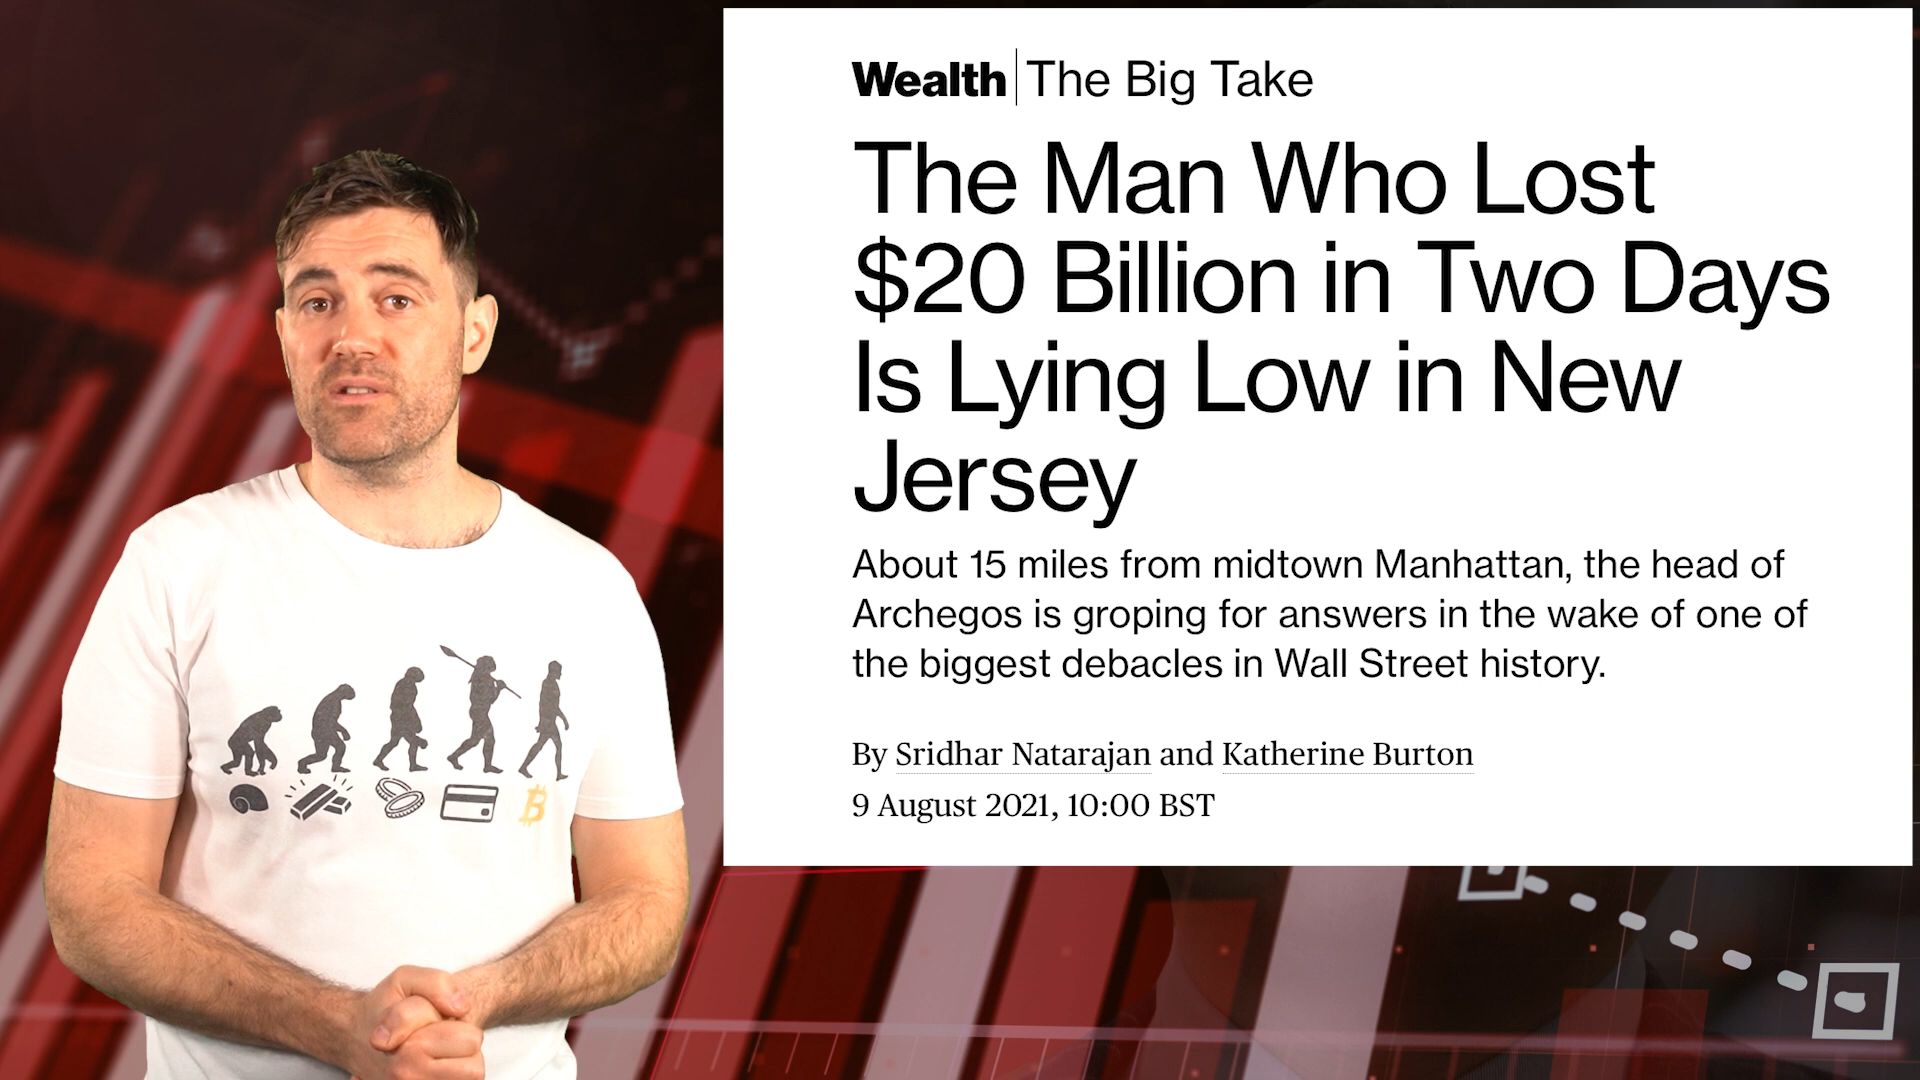 Wealth | The Big Take
The Man Who Lost
$20 Billion in Two Days
Is Lying Low in New
Jersey
About 15 miles from midtown Manhattan, the head of
Archegos is groping for answers in the wake of one of
the biggest debacles in Wall Street history.
By Sridhar Natarajan and Katherine Burton
9 August 2021, 10:00 BST